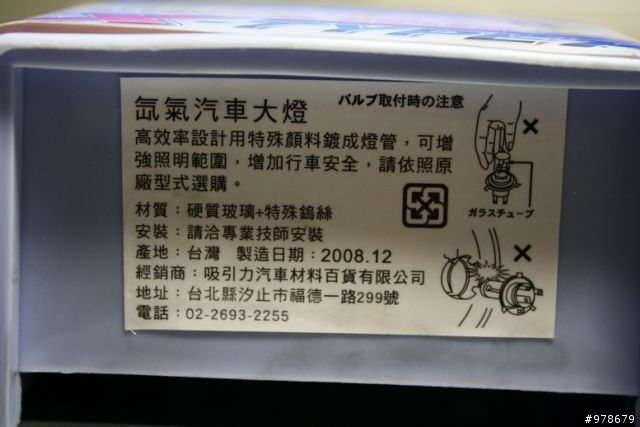 氙氣汽車大燈
バルブ取付時の注意
高效率設計用特殊顏料鍍成燈管，可增
強照明範圍，增加行車安全，請依照原
廠型式選購。
ガラスチューブ
材質：硬質玻璃+特殊鎢絲
安裝：請洽專業技師安裝
產地：台灣 製造日期：2008.12
經銷商：吸引力汽車材料百貨有限公司
地址：台北縣汐止市福德一路299號
電話：02-2693-2255
#978679